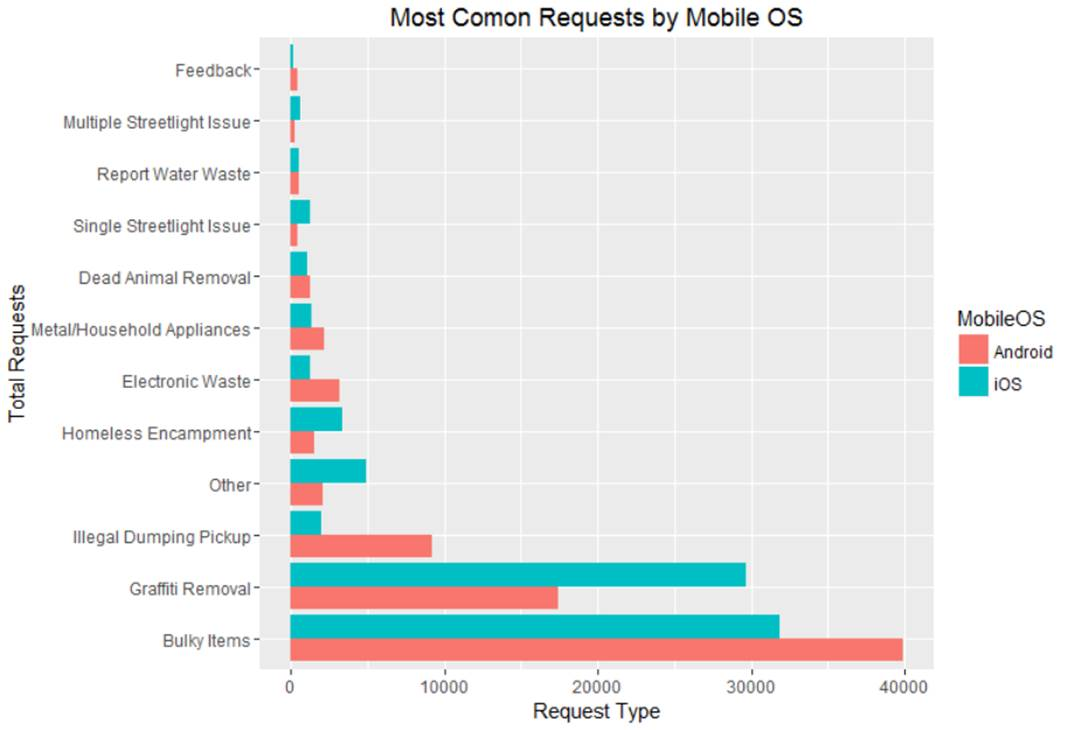 Most Comon Requests by Mobile OS
Feedback
Multiple Streetlight Issue
Report Water Waste
Single Streetlight Issue
Dead Animal Removal
Metal/Household Appliances
Electronic Waste
Homeless Encampment
Other
Illegal Dumping Pickup
Graffiti Removal
Bulky Items
Total Requests
0 10000 20000 30000 40000
Request Type
MobileOS
Android
iOS